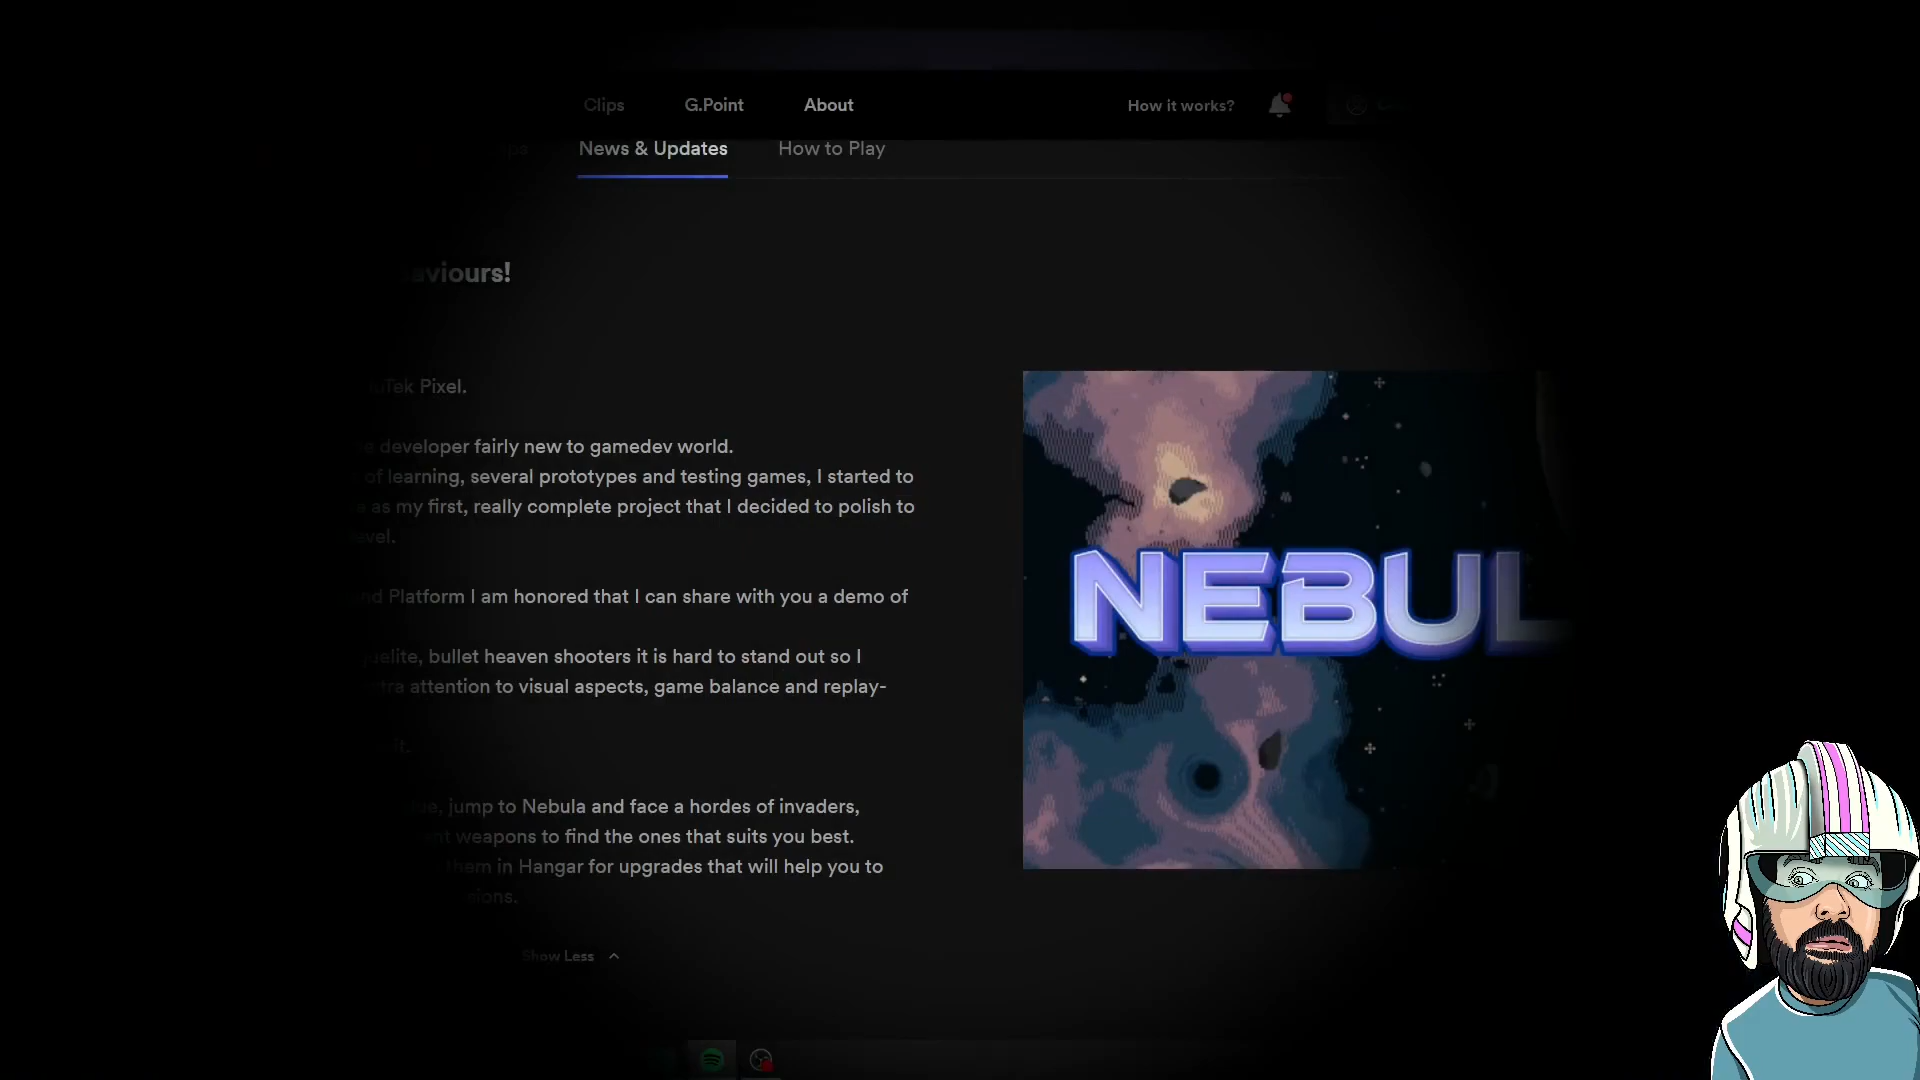 Clips G.Point About How it works?
News & Updates How to Play
Pixel.
developer fairly new to gamedev world.
of learning, several prototypes and testing games, I started to
as my first, really complete project that I decided to polish to
Platform I am honored that I can share with you a demo of
bullet heaven shooters it is hard to stand out so I
attention to visual aspects, game balance and replay-
it.
jump to Nebula and face a hordes of invaders,
weapons to find the ones that suits you best.
them in Hangar for upgrades that will help you to
Show Less
NEBUL